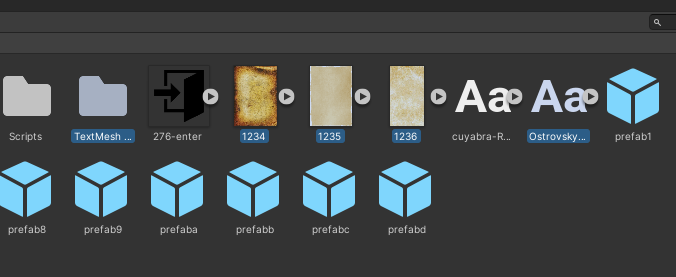 Scripts TextMesh ... 276-enter 1234 1235 1236 cuyabra-R... Ostrovsky... prefab1
prefab8 prefab9 prefaba prefabb prefabc prefabd